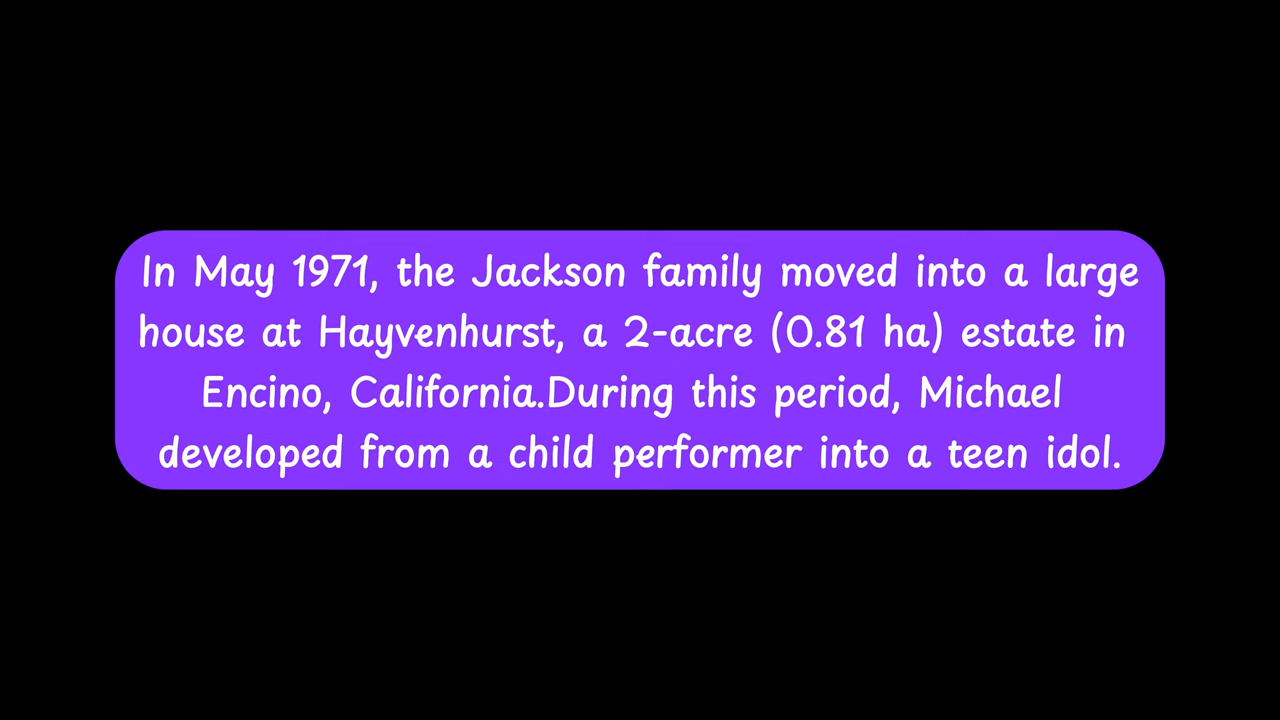 In May 1971, the Jackson family moved into a large
house at Hayvenhurst, a 2-acre (0.81 ha) estate in
Encino, California.During this period, Michael
developed from a child performer into a teen idol.